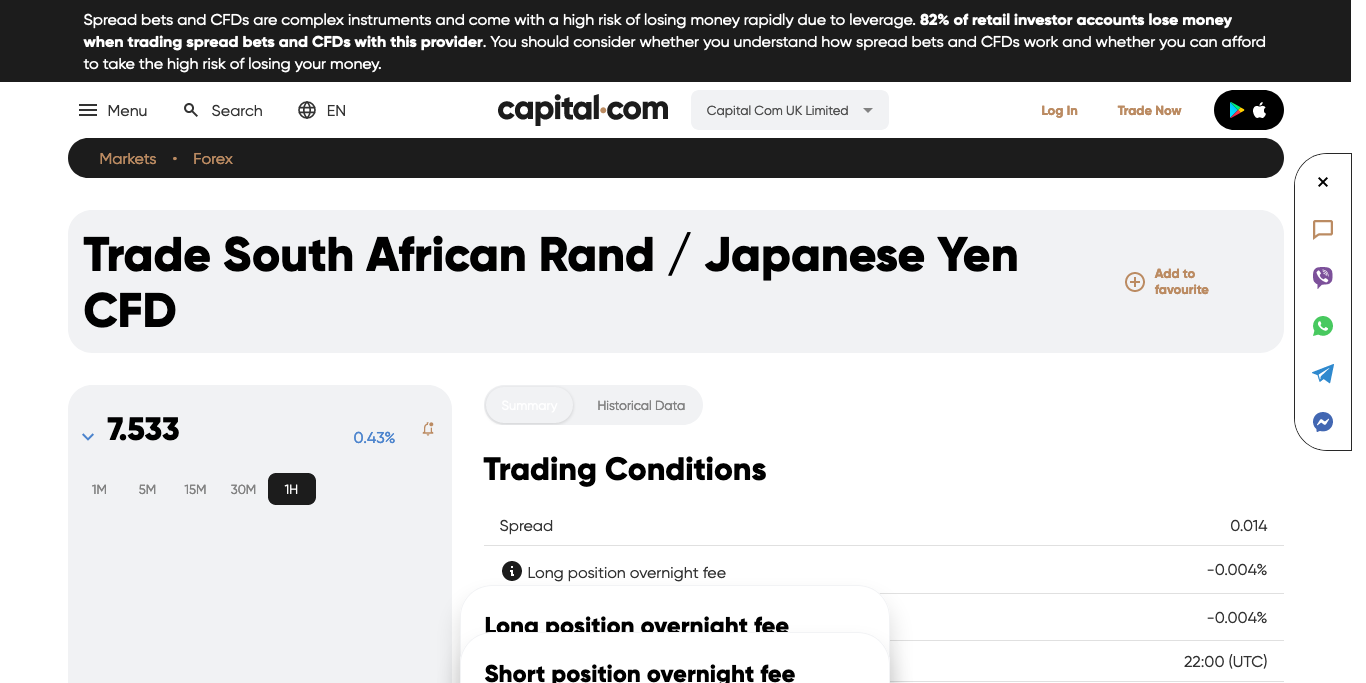 Spread bets and CFDs are complex instruments and come with a high risk of losing money rapidly due to leverage. 82% of retail investor accounts lose money
when trading spread bets and CFDs with this provider. You should consider whether you understand how spread bets and CFDs work and whether you can afford
to take the high risk of losing your money.
Menu
Search
EN
capital.com
Capital Com UK Limited
Log In
Trade Now
Markets
Forex
Trade South African Rand / Japanese Yen
CFD
Add to
favourite
7.533
0.43%
1M
5M
15M
30M
1H
Summary
Historical Data
Trading Conditions
Spread
0.014
Long position overnight fee
-0.004%
Long position overnight fee
-0.004%
22:00 (UTC)
Short position overnight fee